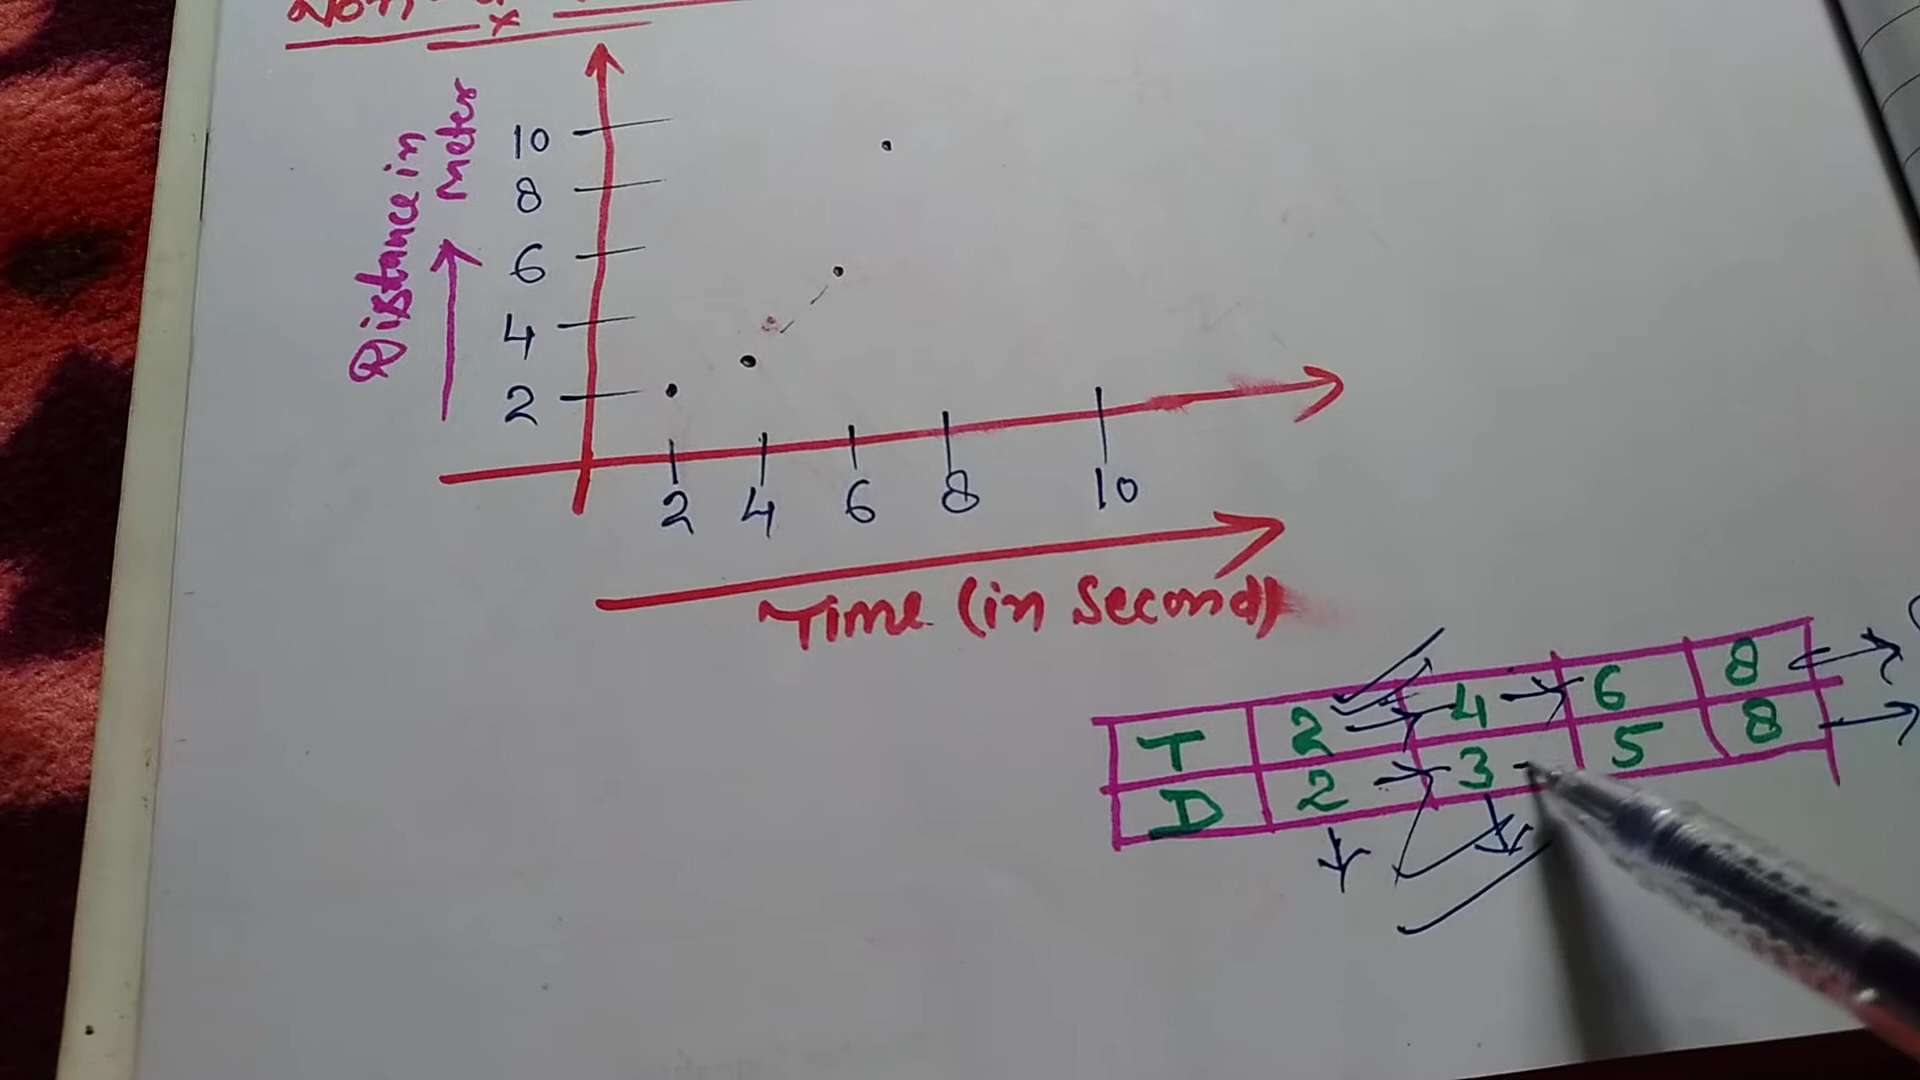 Distance in
Meter
10
8
6
4
2
2 4 6 8 10
Time (in Second)
T 2 4 6 8
D 2 3 5 8